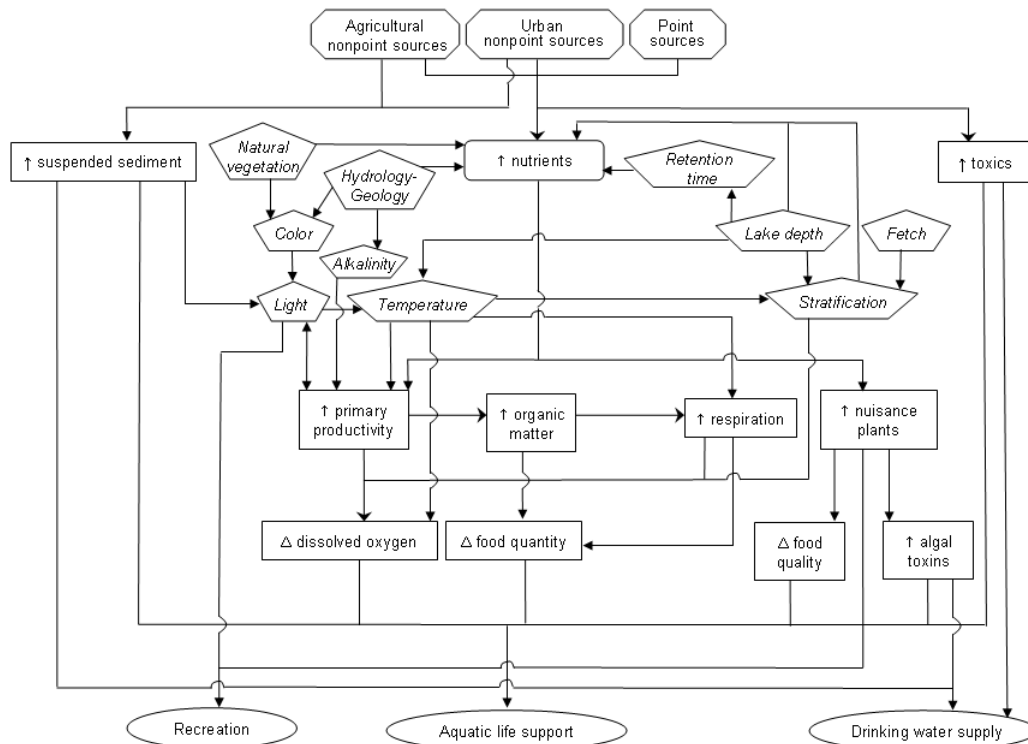 Agricultural
nonpoint sources
Urban
nonpoint sources
Point
sources
↑ suspended sediment
Natural
vegetation
Hydrology-
Geology
↑ nutrients
Retention
time
↑ toxics
Color
Alkalinity
Lake depth
Fetch
Light
Temperature
Stratification
↑ primary
productivity
↑ organic
matter
↑ respiration
↑ nuisance
plants
Δ dissolved oxygen
Δ food quantity
Δ food
quality
↑ algal
toxins
Recreation
Aquatic life support
Drinking water supply